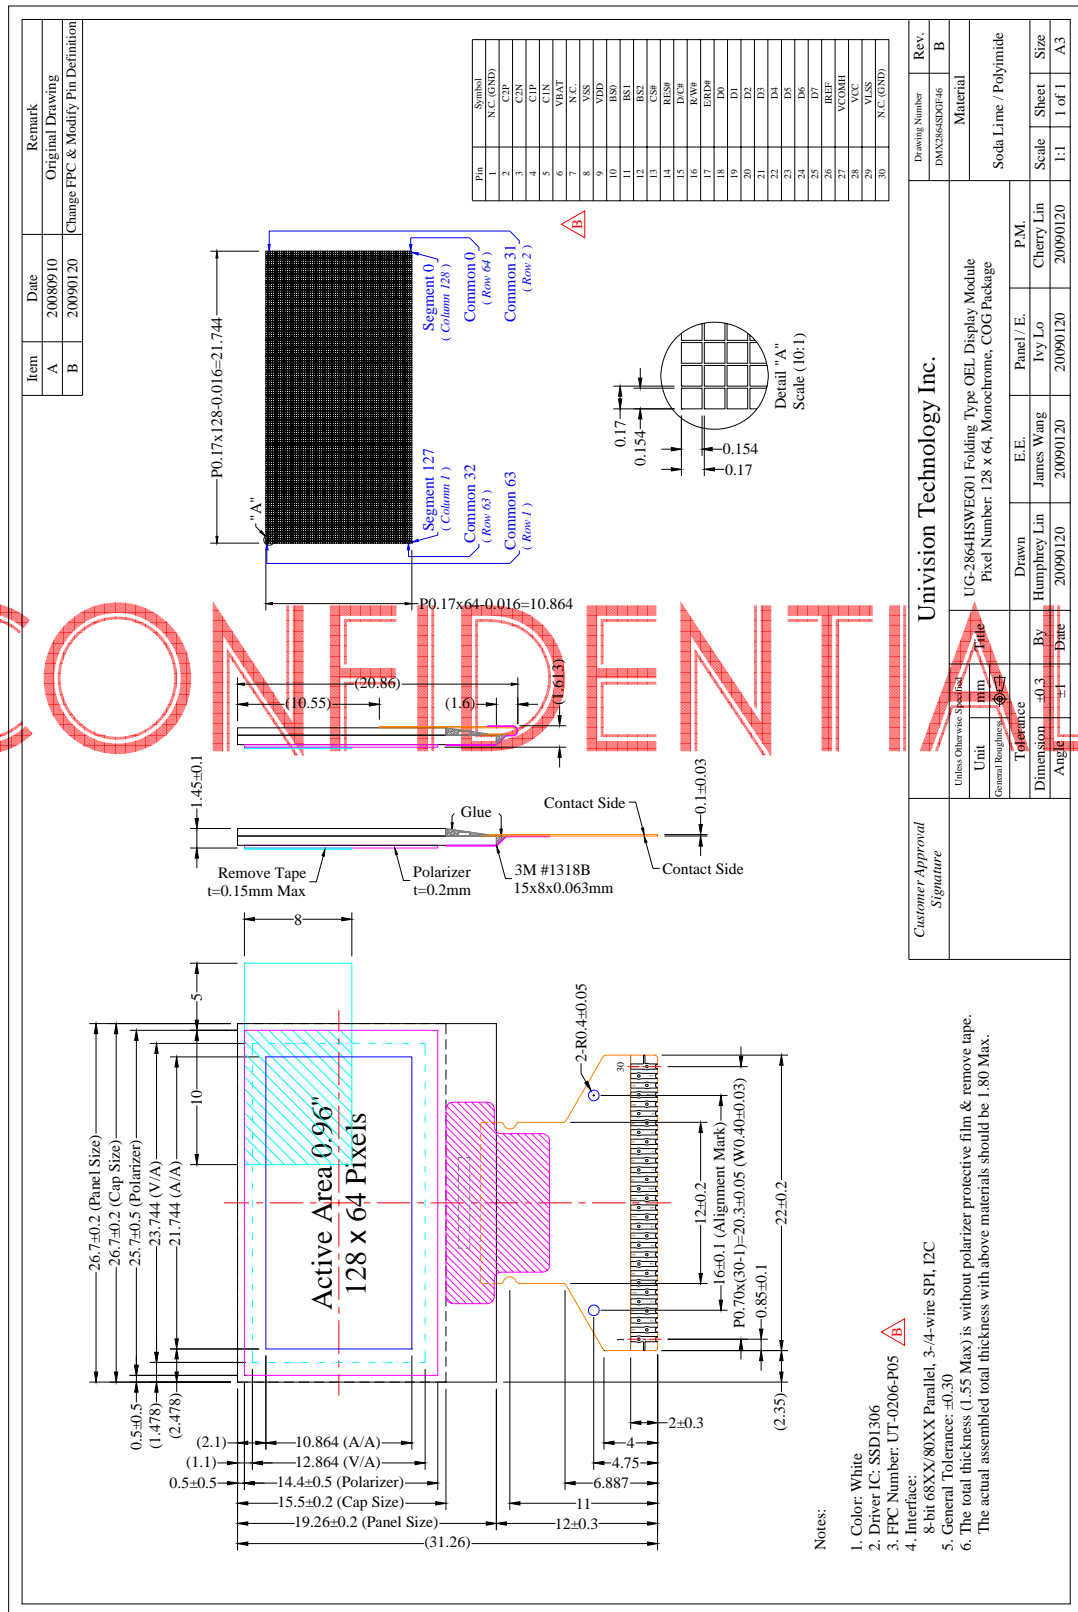 Item Date Remark
A 20080910 Original Drawing
B 20090120 Change FPC & Modify Pin Definition
26.7±0.2 (Panel Size)
26.7±0.2 (Cap Size)
25.7±0.5 (Polarizer)
23.744 (V/A)
21.744 (A/A)
0.5±0.5
(1.478)
(2.478)
10
5
8
(2.1)
(1.1)
0.5±0.5
10.864 (A/A)
12.864 (V/A)
14.4±0.5 (Polarizer)
15.5±0.2 (Cap Size)
19.26±0.2 (Panel Size)
12±0.3
(31.26)
Active Area 0.96"
128 x 64 Pixels
2-R0.4±0.05
16±0.1 (Alignment Mark)
12±0.2
P0.70x(30-1)=20.3±0.05 (W0.40±0.03)
0.85±0.1
22±0.2
(2.35)
1
30
2±0.3
4
4.75
6.887
11
1.45±0.1
Remove Tape
t=0.15mm Max
Polarizer
t=0.2mm
Glue
3M #1318B
15x8x0.063mm
Contact Side
Contact Side
0.1±0.03
(20.86)
(10.55)
(1.6)
(1.613)
P0.17x128-0.016=21.744
P0.17x64-0.016=10.864
"A"
Segment 127
( Column 1 )
Common 32
( Row 63 )
Common 63
( Row 1 )
Segment 0
( Column 128 )
Common 0
( Row 64 )
Common 31
( Row 2 )
0.17
0.154
0.154
0.17
Detail "A"
Scale (10:1)
B
Pin Symbol
1 N.C. (GND)
2 C2P
3 C2N
4 C1P
5 C1N
6 VBAT
7 N.C.
8 VSS
9 VDD
10 BS0
11 BS1
12 BS2
13 CS#
14 RES#
15 D/C#
16 R/W#
17 E/RD#
18 D0
19 D1
20 D2
21 D3
22 D4
23 D5
24 D6
25 D7
26 IREF
27 VCOMH
28 VCC
29 VLSS
30 N.C. (GND)
CONFIDENTIAL
Notes:
1. Color: White
2. Driver IC: SSD1306
3. FPC Number: UT-0206-P05 B
4. Interface:
8-bit 68XX/80XX Parallel, 3-/4-wire SPI, I2C
5. General Tolerance: ±0.30
6. The total thickness (1.55 Max) is without polarizer protective film & remove tape.
The actual assembled total thickness with above materials should be 1.80 Max.
Customer Approval
Signature
Univision Technology Inc.
Unless Otherwise Specified
Unit mm
General Roughness
Tolerance
Dimension ±0.3
Angle ±1
Title
UG-2864HSWEG01 Folding Type OEL Display Module
Pixel Number: 128 x 64, Monochrome, COG Package
Drawn E.E. Panel / E. P.M.
By Humphrey Lin James Wang Ivy Lo Cherry Lin
Date 20090120 20090120 20090120 20090120
Drawing Number Rev.
DMX2864SDGF46 B
Material
Soda Lime / Polyimide
Scale Sheet Size
1:1 1 of 1 A3